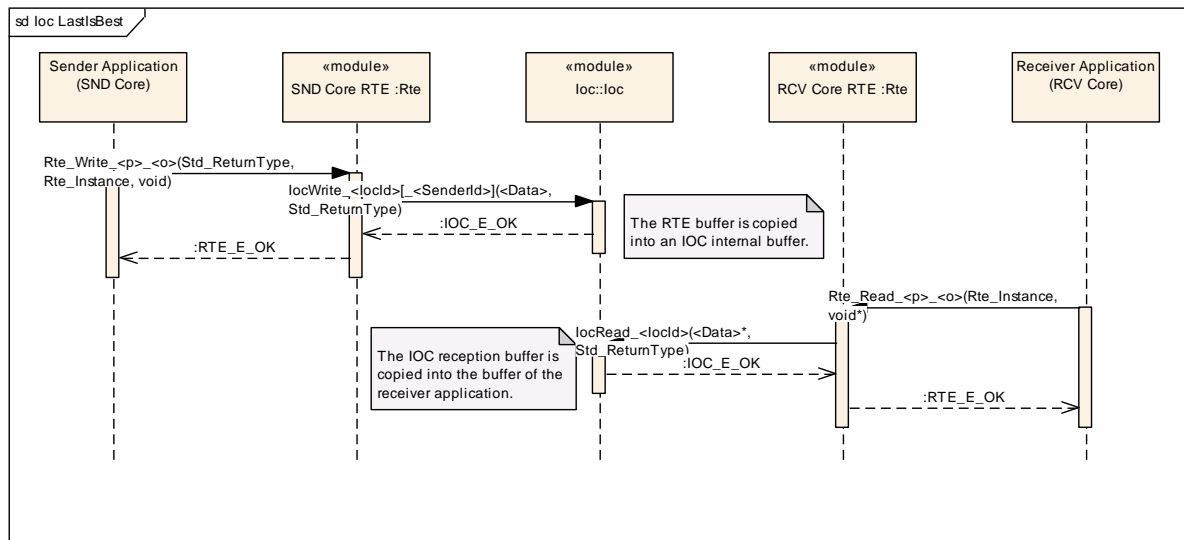 sd Ioc LastIsBest
Sender Application
(SND Core)
«module»
SND Core RTE :Rte
«module»
Ioc::Ioc
«module»
RCV Core RTE :Rte
Receiver Application
(RCV Core)
Rte_Write_<p>_<o>(Std_ReturnType,
Rte_Instance, void)
IocWrite_<IocId>[_<SenderId>](<Data>,
Std_ReturnType)
:IOC_E_OK
:RTE_E_OK
The RTE buffer is copied
into an IOC internal buffer.
Rte_Read_<p>_<o>(Rte_Instance,
void*)
IocRead_<IocId>(<Data>*,
Std_ReturnType)
:IOC_E_OK
The IOC reception buffer is
copied into the buffer of the
receiver application.
:RTE_E_OK